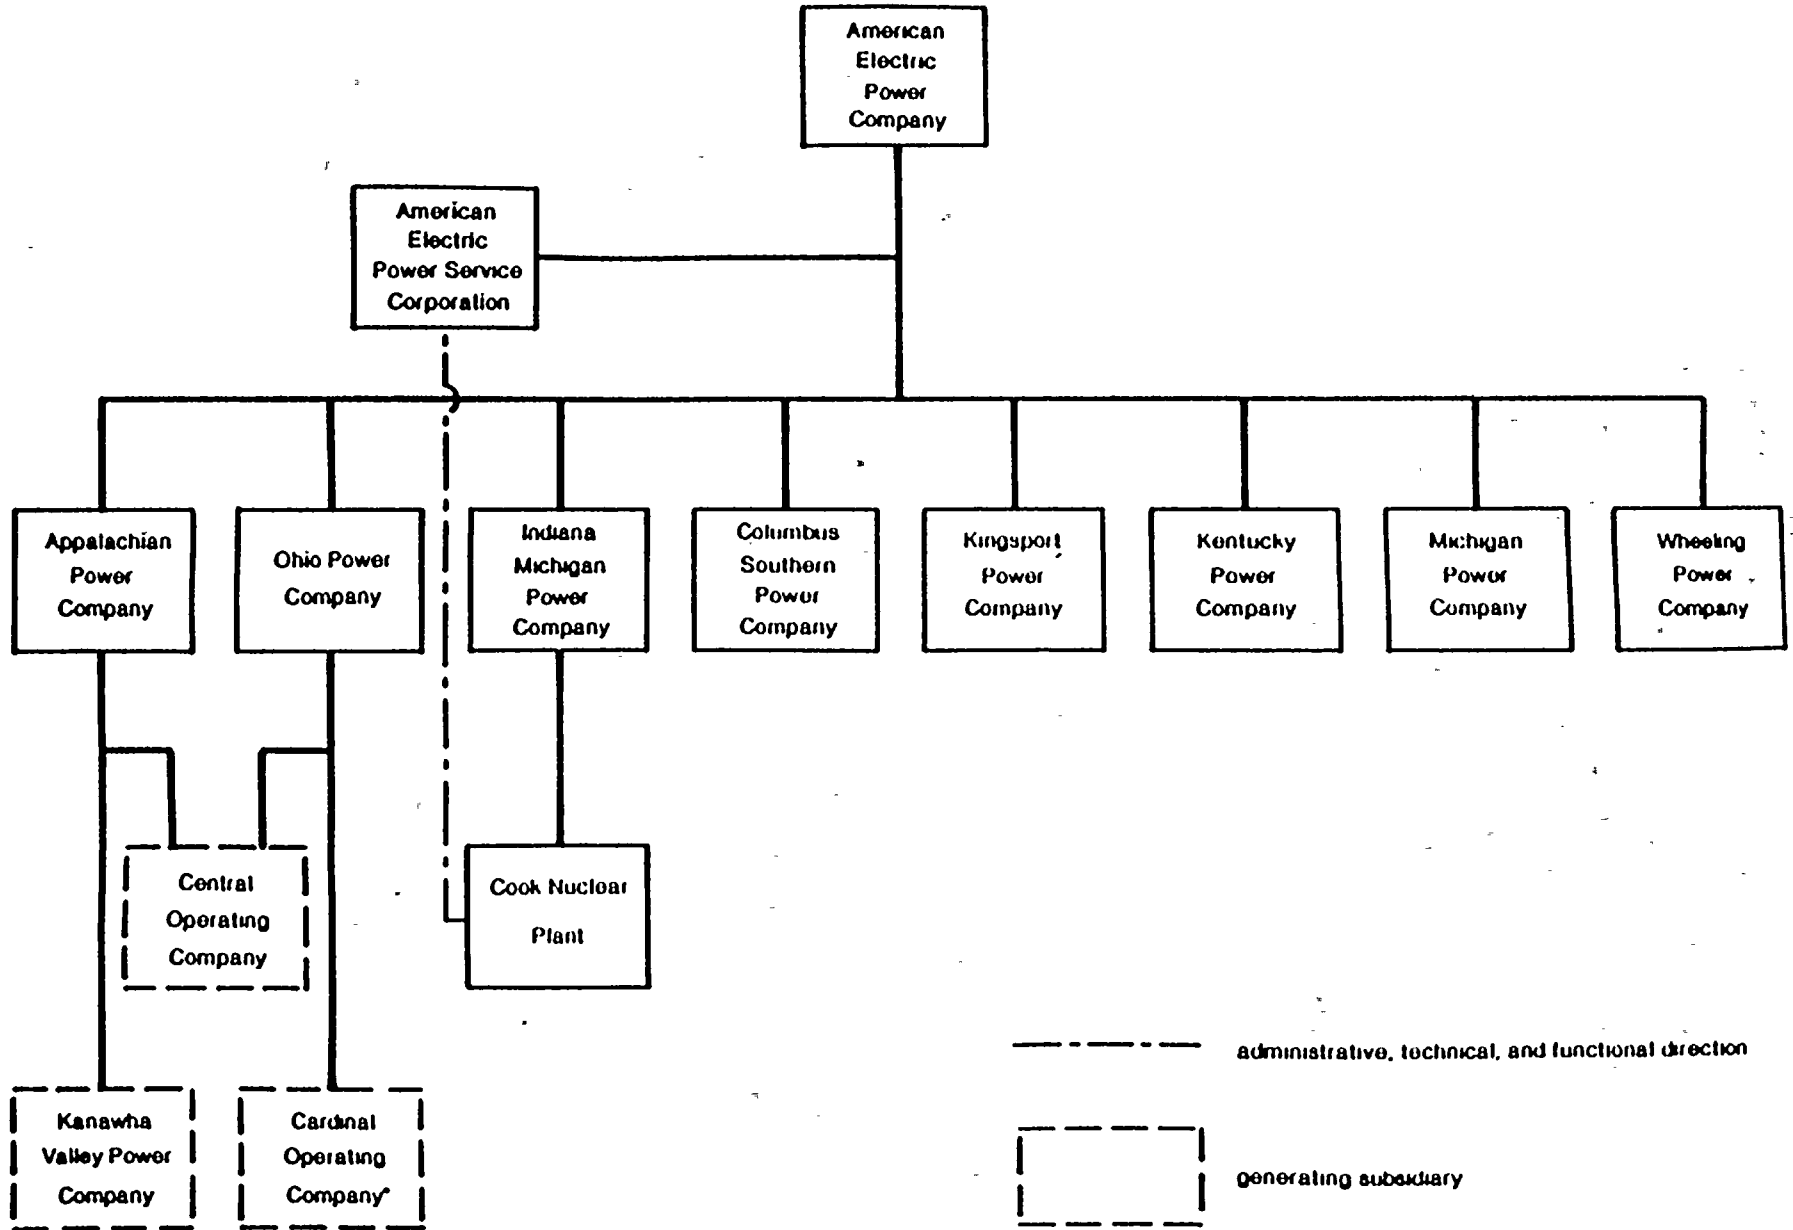 American
Electric
Power
Company
American
Electric
Power Service
Corporation
Appalachian
Power
Company
Ohio Power
Company
Indiana
Michigan
Power
Company
Columbus
Southern
Power
Company
Kingsport
Power
Company
Kentucky
Power
Company
Michigan
Power
Company
Wheeling
Power
Company
Central
Operating
Company
Cook Nuclear
Plant
Kanawha
Valley Power
Company
Cardinal
Operating
Company*
administrative, technical, and functional direction
generating subsidiary